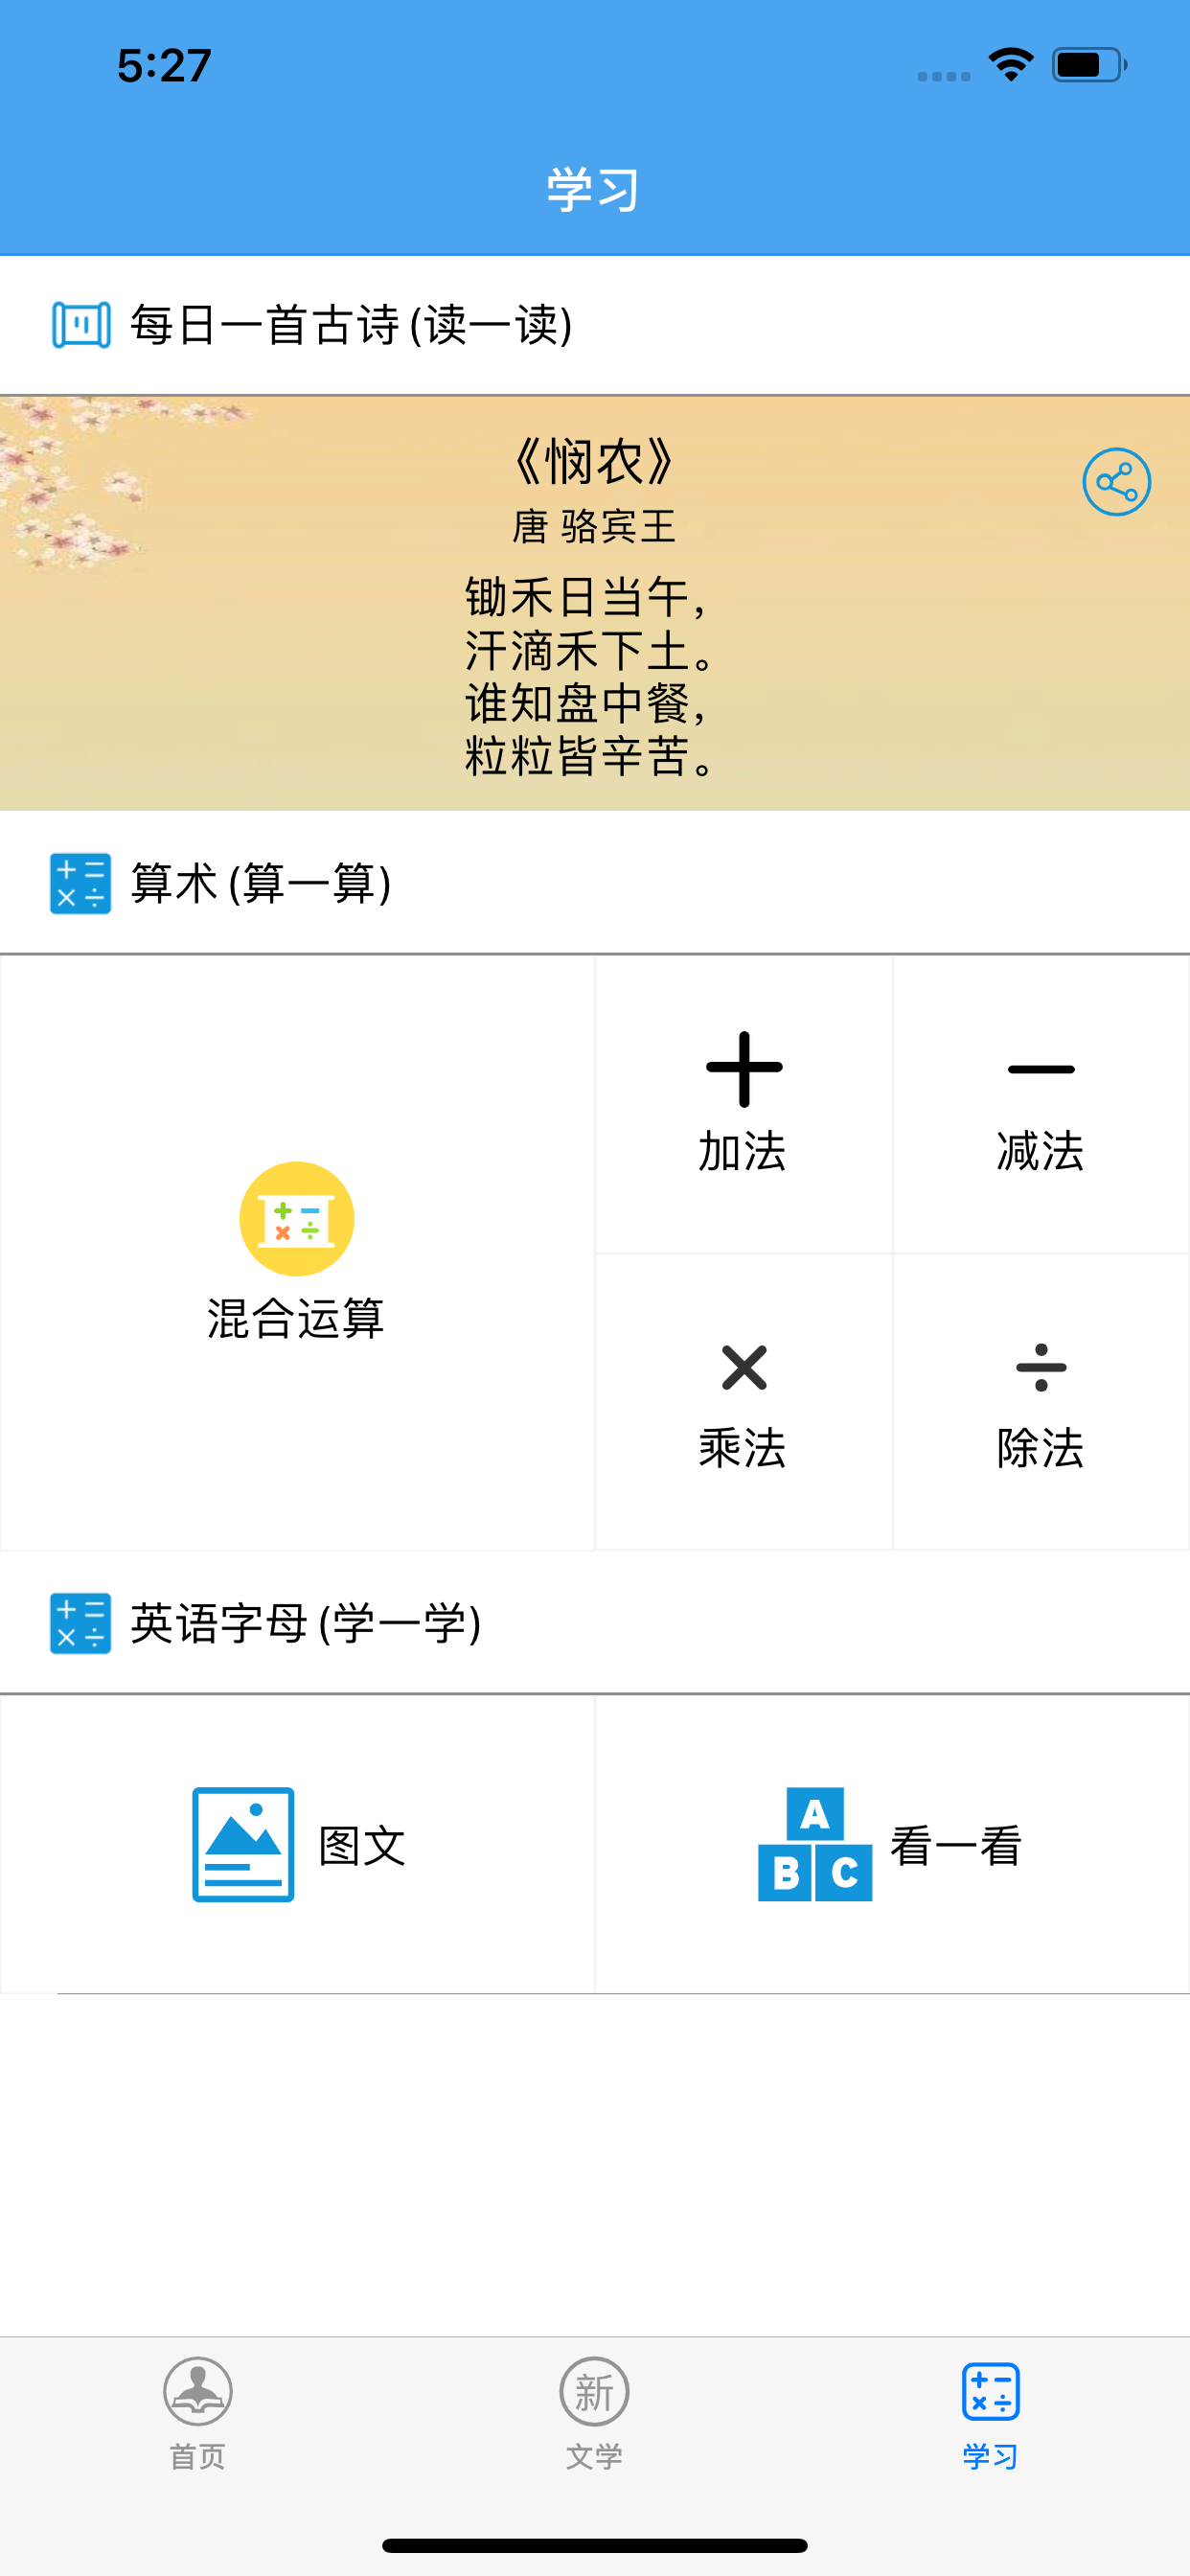 5:27
学习
每日一首古诗(读一读)
《悯农》
唐 骆宾王
锄禾日当午,
汗滴禾下土。
谁知盘中餐,
粒粒皆辛苦。
算术(算一算)
混合运算
加法
减法
乘法
除法
英语字母(学一学)
图文
A
B C
看一看
新
首页
文学
学习